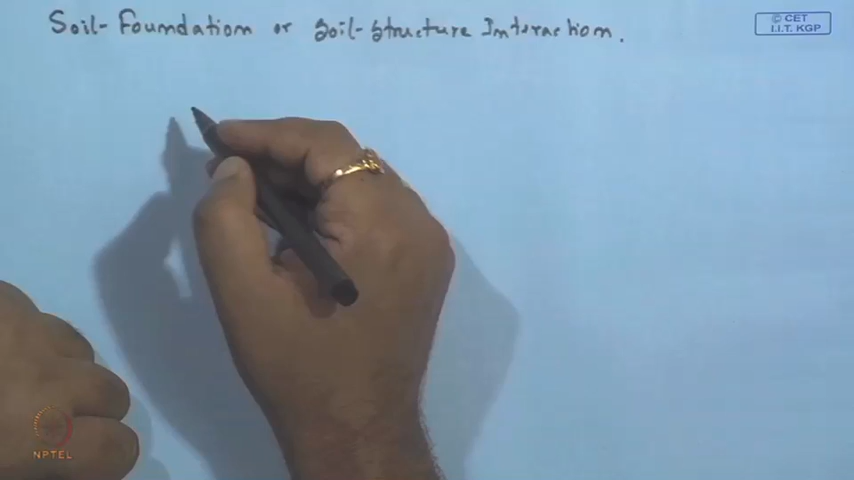 Soil-Foundation or Soil-Structure Interaction.
© CET
I.I.T. KGP
NPTEL